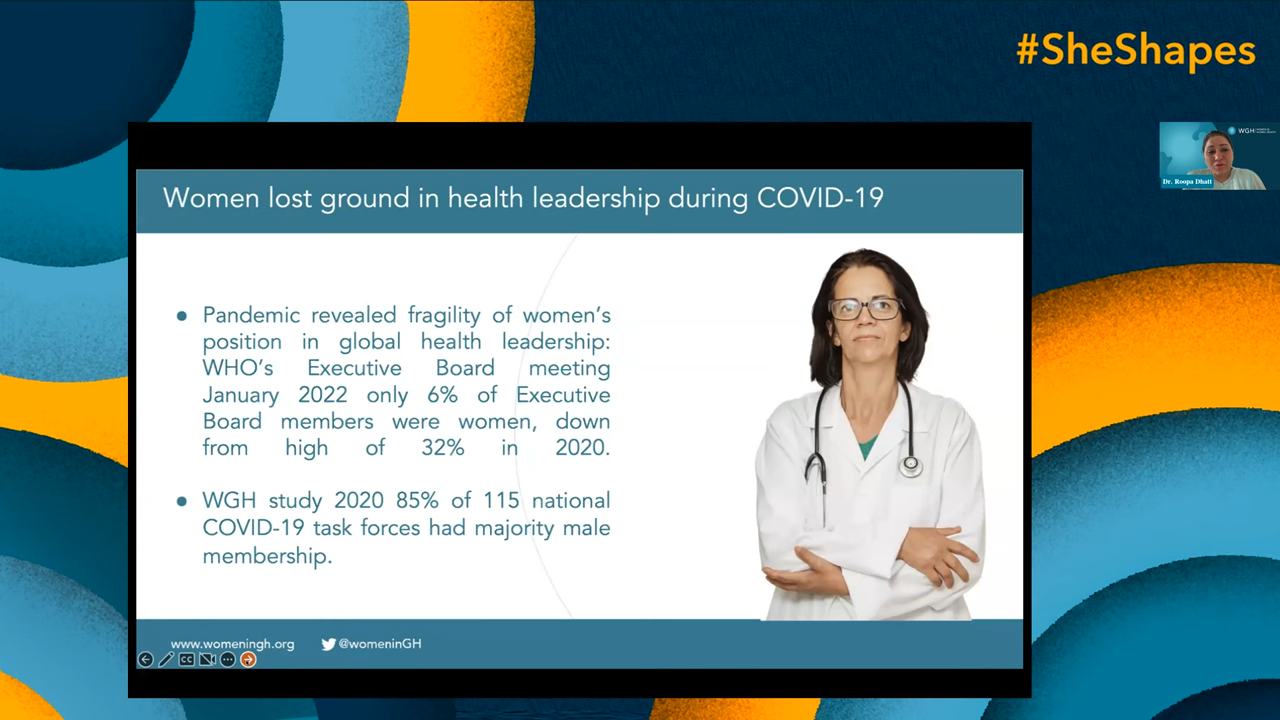 #SheShapes
WGH
Dr. Roopa Dhatt
Women lost ground in health leadership during COVID-19
● Pandemic revealed fragility of women's
position in global health leadership:
WHO's Executive Board meeting
January 2022 only 6% of Executive
Board members were women, down
from high of 32% in 2020.
● WGH study 2020 85% of 115 national
COVID-19 task forces had majority male
membership.
www.womeningh.org @womeninGH
CC